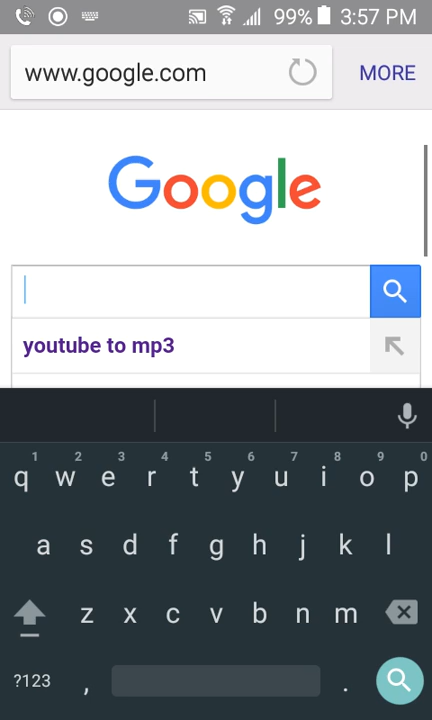 99% 3:57 PM
www.google.com MORE
Google
youtube to mp3
1 2 3 4 5 6 7 8 9 0
q w e r t y u i o p
a s d f g h j k l
z x c v b n m
?123 , .